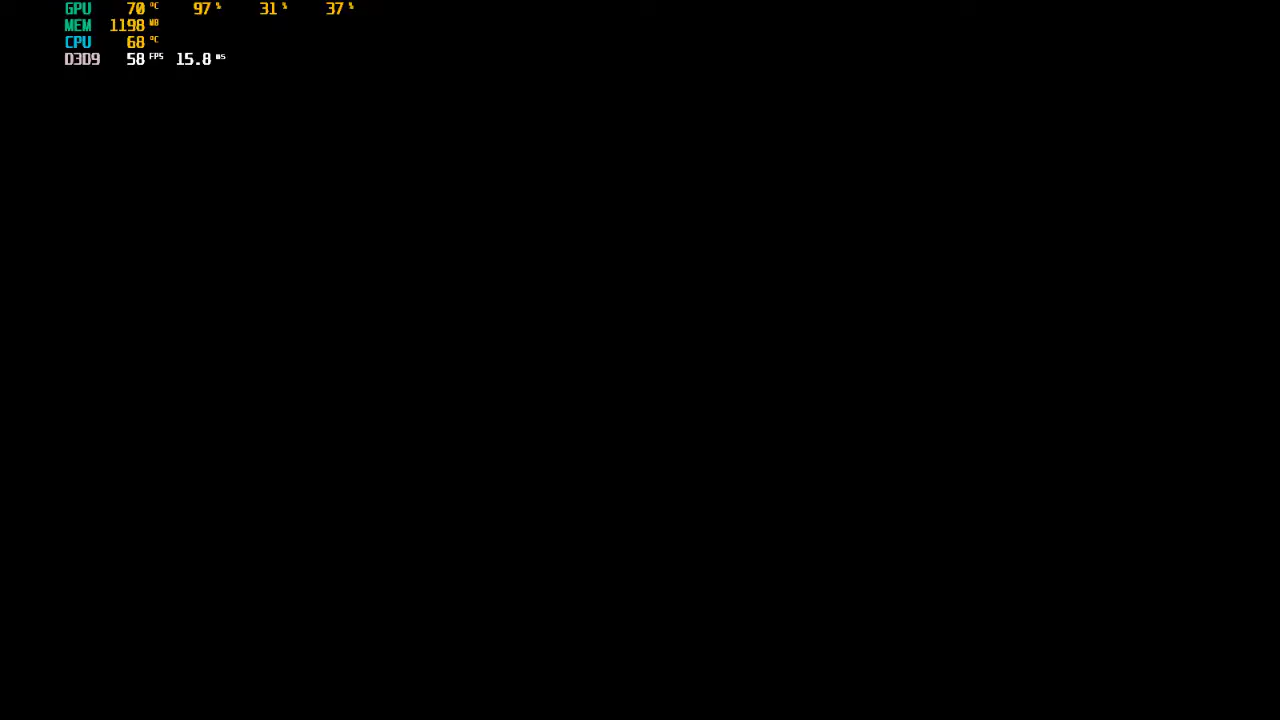 GPU 70 °C 97 % 31 % 37 %
MEM 1198 MB
CPU 68 °C
D3D9 58 FPS 15.8 ms